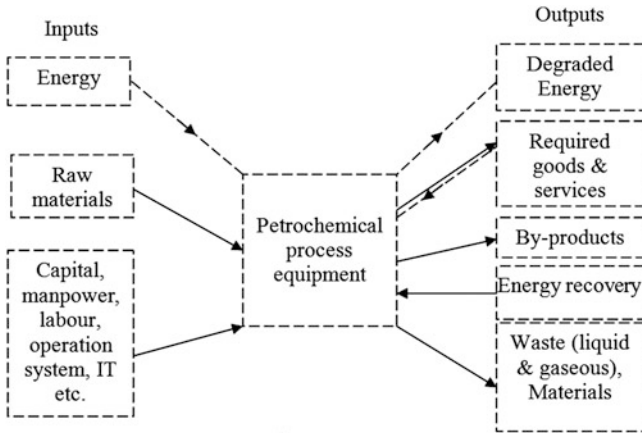 Inputs
Outputs
Energy
Degraded
Energy
Required
goods &
services
Raw
materials
Petrochemical
process
equipment
By-products
Energy recovery
Capital,
manpower,
labour,
operation
system, IT
etc.
Waste (liquid
& gaseous),
Materials